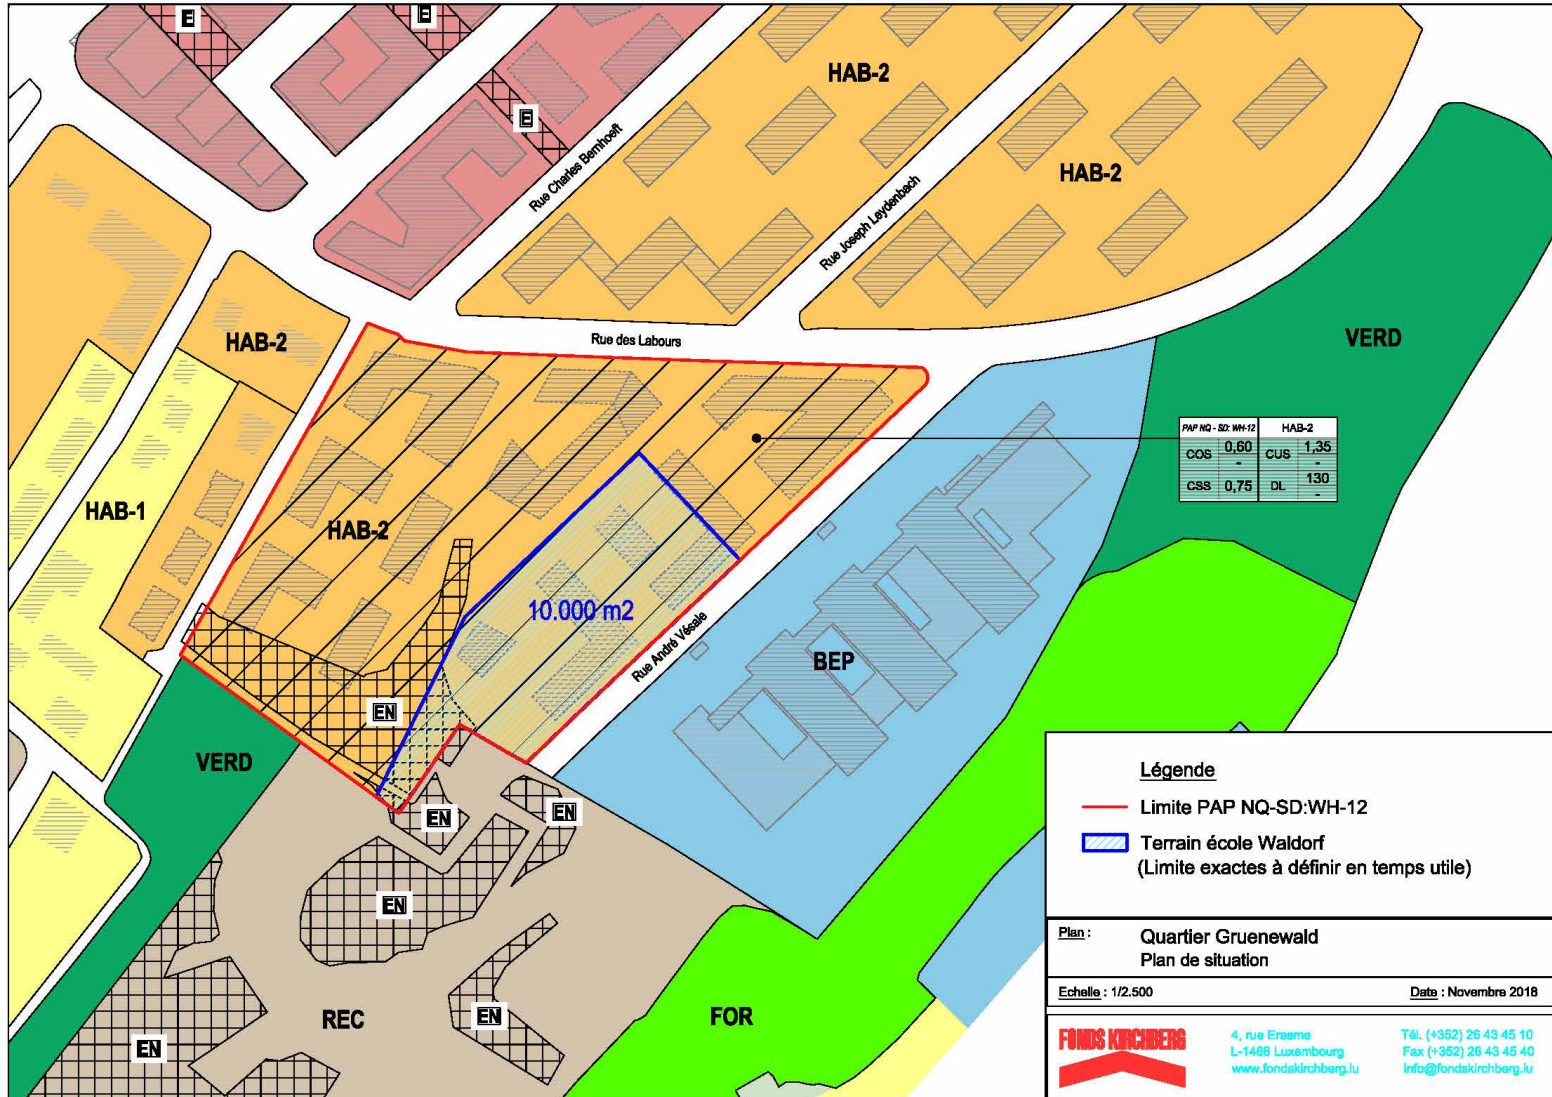 E
E
E
HAB-2
HAB-2
Rue Charles Bernhoeft
Rue Joseph Leydenbach
Rue des Labours
HAB-2
VERD
PAP NQ - SD: WH-12 HAB-2
COS 0,60 CUS 1,35
- -
CSS 0,75 DL 130
-
HAB-1
HAB-2
10.000 m2
Rue André Vésale
BEP
EN
VERD
EN
EN
EN
EN
REC
FOR
EN
Légende
Limite PAP NQ-SD:WH-12
Terrain école Waldorf
(Limite exactes à définir en temps utile)
Plan : Quartier Gruenewald
Plan de situation
Echelle : 1/2.500 Date : Novembre 2018
FONDS KIRCHBERG
4, rue Erasme
L-1468 Luxembourg
www.fondskirchberg.lu
Tél. (+352) 26 43 45 10
Fax (+352) 26 43 45 40
info@fondskirchberg.lu